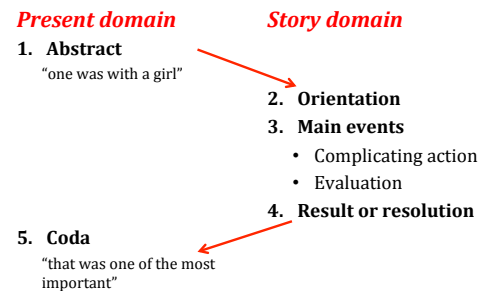 Present domain
Story domain
1. Abstract
“one was with a girl”
2. Orientation
3. Main events
• Complicating action
• Evaluation
4. Result or resolution
5. Coda
“that was one of the most
important”